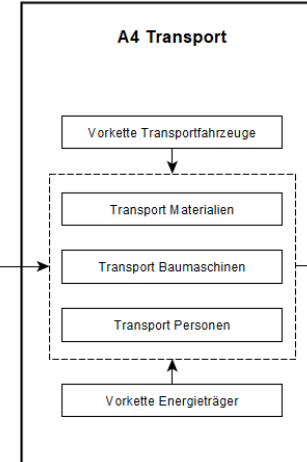 A4 Transport
Vorkette Transportfahrzeuge
Transport Materialien
Transport Baumaschinen
Transport Personen
Vorkette Energieträger